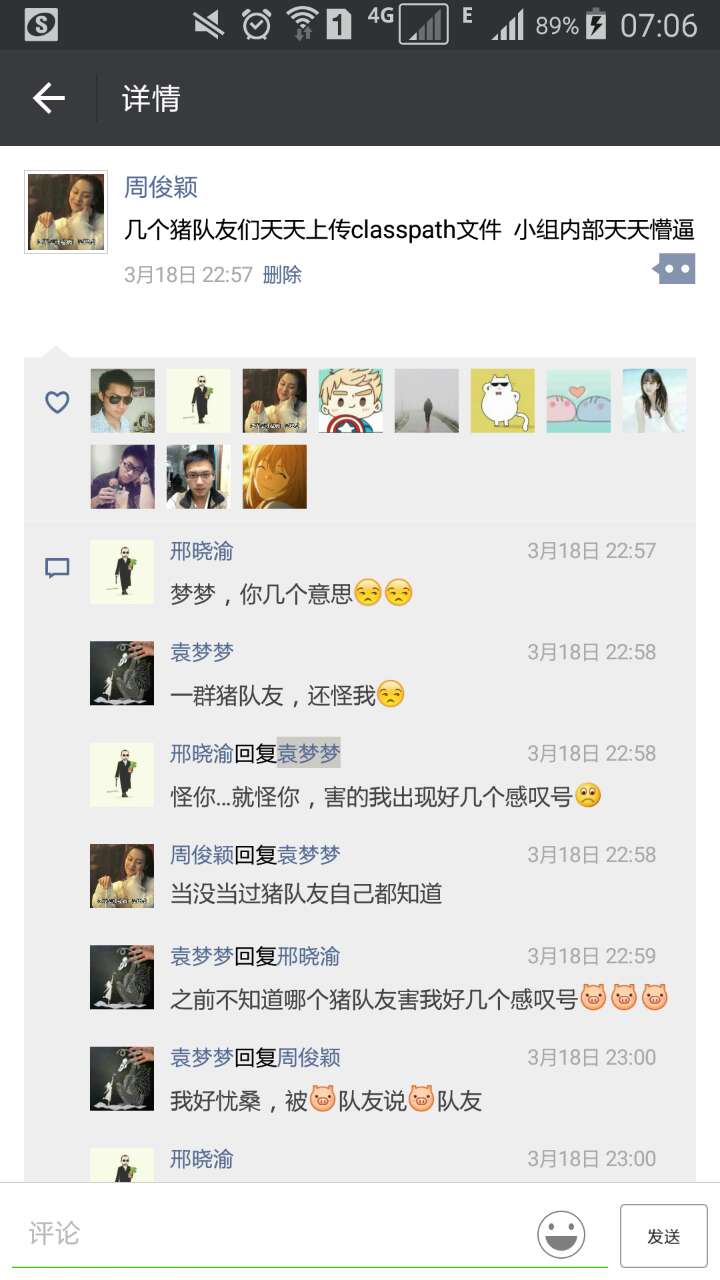 S 1 4G E 89% 07:06
详情
周俊颖
几个猪队友们天天上传classpath文件 小组内部天天懵逼
3月18日 22:57 删除
邢晓渝 3月18日 22:57
梦梦，你几个意思😒😒
袁梦梦 3月18日 22:58
一群猪队友，还怪我😒
邢晓渝回复袁梦梦 3月18日 22:58
怪你...就怪你，害的我出现好几个感叹号🙁
周俊颖回复袁梦梦 3月18日 22:58
当没当过猪队友自己都知道
袁梦梦回复邢晓渝 3月18日 22:59
之前不知道哪个猪队友害我好几个感叹号🐷🐷🐷
袁梦梦回复周俊颖 3月18日 23:00
我好忧桑，被🐷队友说🐷队友
邢晓渝 3月18日 23:00
评论 发送